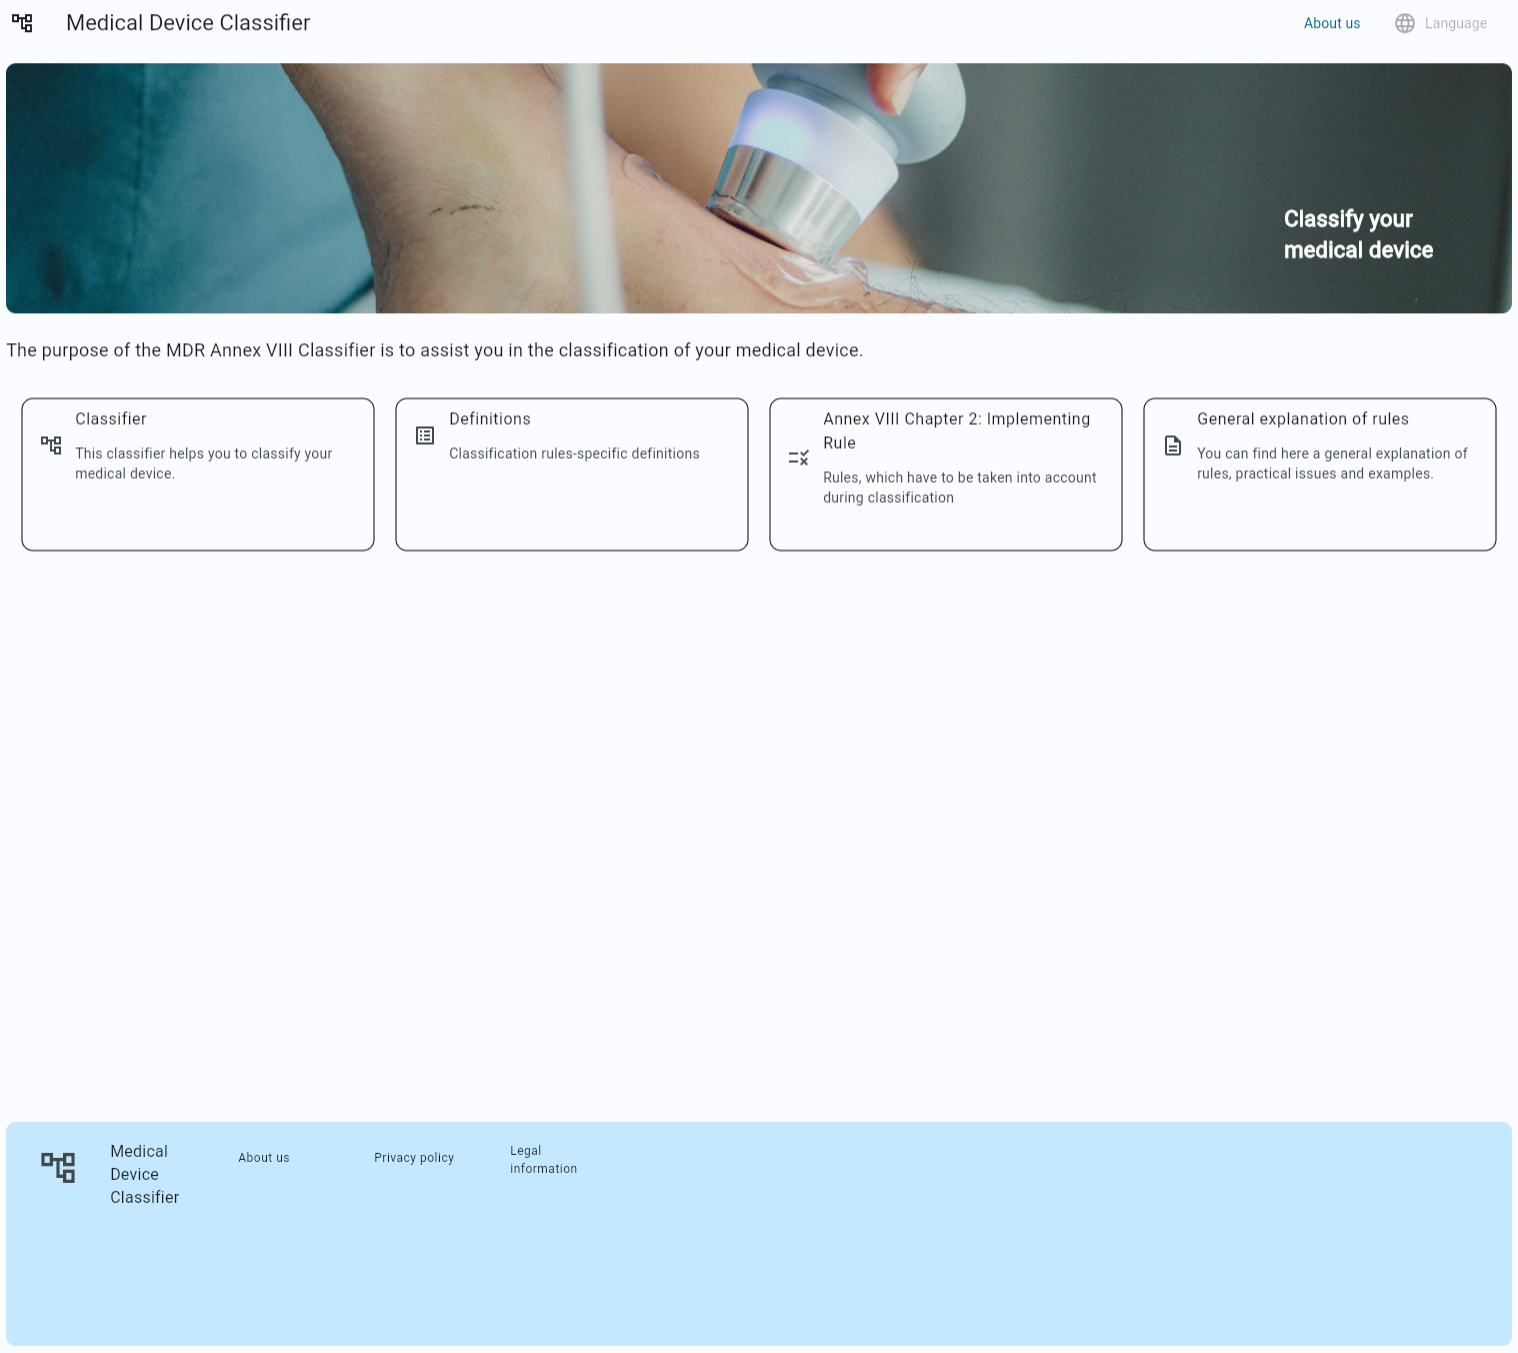 Medical Device Classifier
About us
Language
Classify your
medical device
The purpose of the MDR Annex VIII Classifier is to assist you in the classification of your medical device.
Classifier
This classifier helps you to classify your
medical device.
Definitions
Classification rules-specific definitions
Annex VIII Chapter 2: Implementing
Rule
Rules, which have to be taken into account
during classification
General explanation of rules
You can find here a general explanation of
rules, practical issues and examples.
Medical
Device
Classifier
About us
Privacy policy
Legal
information